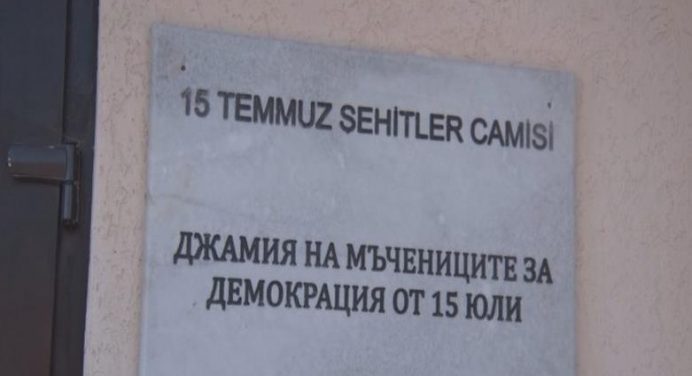 15 TEMMUZ ŞEHİTLER CAMİSİ
ДЖАМИЯ НА МЪЧЕНИЦИТЕ ЗА
ДЕМОКРАЦИЯ ОТ 15 ЮЛИ